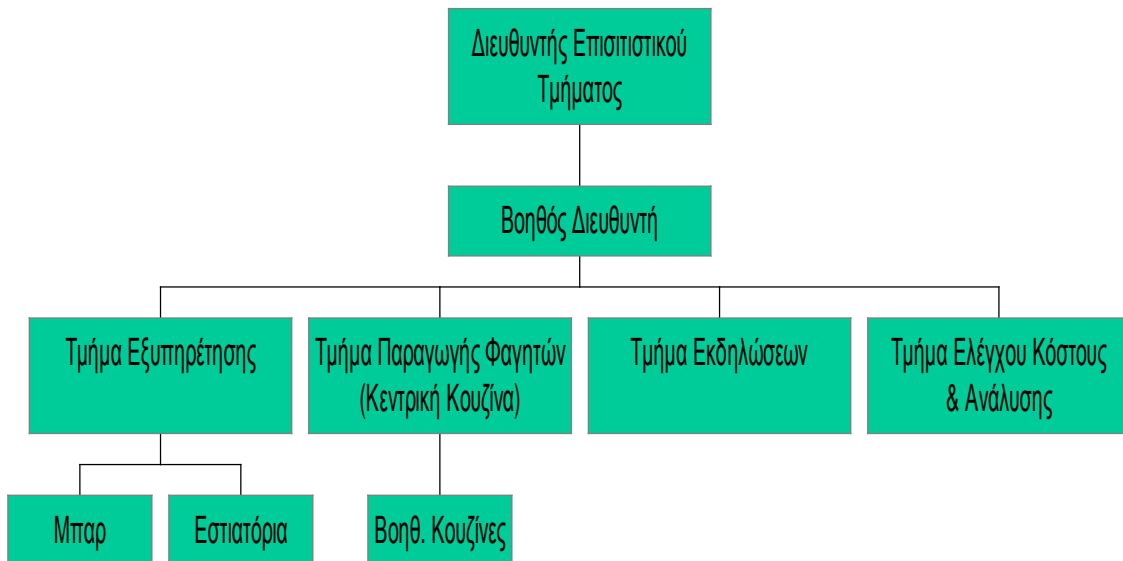 Διευθυντής Επισιτιστικού
Τμήματος
Βοηθός Διευθυντή
Τμήμα Εξυπηρέτησης
Τμήμα Παραγωγής Φαγητών
(Κεντρική Κουζίνα)
Τμήμα Εκδηλώσεων
Τμήμα Ελέγχου Κόστους
& Ανάλυσης
Μπαρ
Εστιατόρια
Βοηθ. Κουζίνες